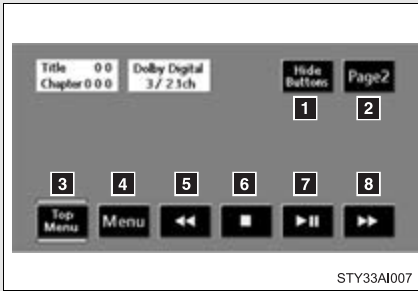 Title 0 0
Chapter 0 0 0
Dolby Digital
3 / 2.1ch
Hide
Buttons
Page2
1
2
3
4
5
6
7
8
Top
Menu
Menu
STY33AI007